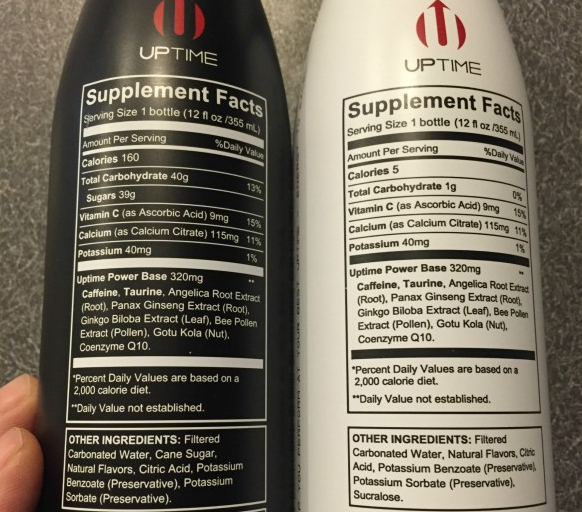 UPTIME
Supplement Facts
Serving Size 1 bottle (12 fl oz /355 mL)
Amount Per Serving %Daily Value
Calories 160
Total Carbohydrate 40g 13%
Sugars 39g
Vitamin C (as Ascorbic Acid) 9mg 15%
Calcium (as Calcium Citrate) 115mg 11%
Potassium 40mg 1%
Uptime Power Base 320mg **
Caffeine, Taurine, Angelica Root Extract
(Root), Panax Ginseng Extract (Root),
Ginkgo Biloba Extract (Leaf), Bee Pollen
Extract (Pollen), Gotu Kola (Nut),
Coenzyme Q10.
*Percent Daily Values are based on a
2,000 calorie diet.
**Daily Value not established.
OTHER INGREDIENTS: Filtered
Carbonated Water, Cane Sugar,
Natural Flavors, Citric Acid, Potassium
Benzoate (Preservative), Potassium
Sorbate (Preservative).
UPTIME
Supplement Facts
Serving Size 1 bottle (12 fl oz /355 mL)
Amount Per Serving %Daily Value
Calories 5
Total Carbohydrate 1g 0%
Vitamin C (as Ascorbic Acid) 9mg 15%
Calcium (as Calcium Citrate) 115mg 11%
Potassium 40mg 1%
Uptime Power Base 320mg **
Caffeine, Taurine, Angelica Root Extract
(Root), Panax Ginseng Extract (Root),
Ginkgo Biloba Extract (Leaf), Bee Pollen
Extract (Pollen), Gotu Kola (Nut),
Coenzyme Q10.
*Percent Daily Values are based on a
2,000 calorie diet.
**Daily Value not established.
OTHER INGREDIENTS: Filtered
Carbonated Water, Natural Flavors, Citric
Acid, Potassium Benzoate (Preservative),
Potassium Sorbate (Preservative),
Sucralose.